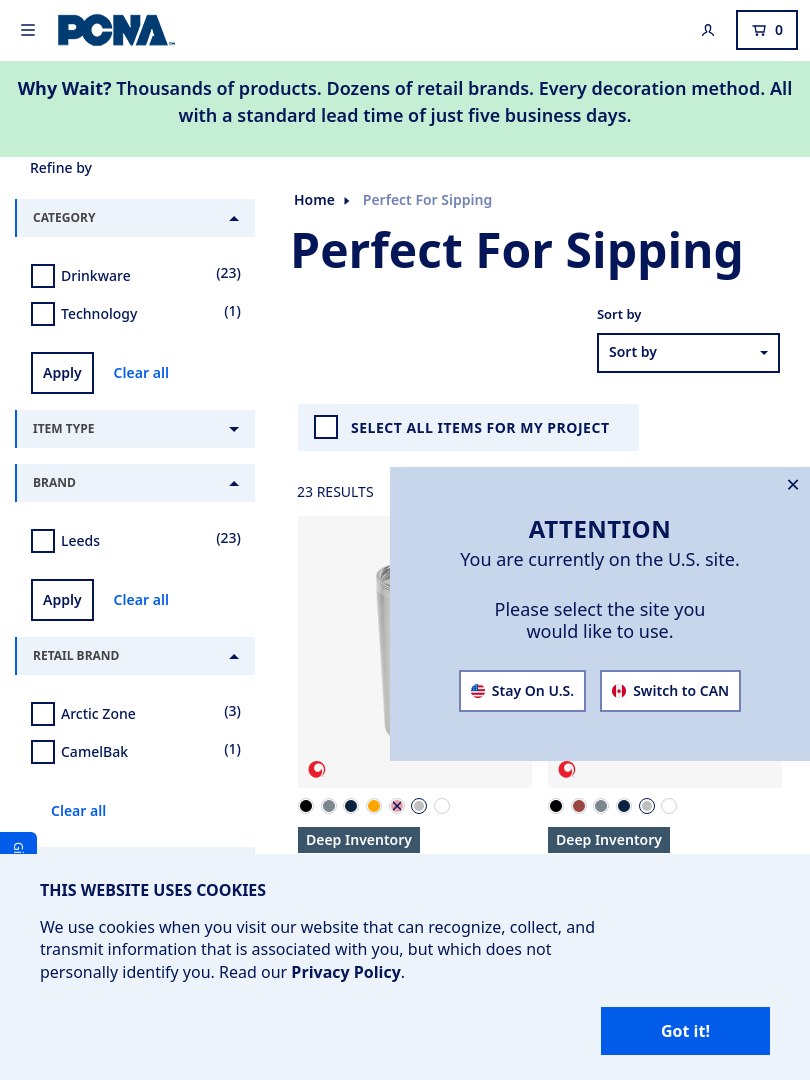 PCNA
0
Why Wait? Thousands of products. Dozens of retail brands. Every decoration method. All
with a standard lead time of just five business days.
Refine by
CATEGORY
Drinkware (23)
Technology (1)
Apply Clear all
ITEM TYPE
BRAND
Leeds (23)
Apply Clear all
RETAIL BRAND
Arctic Zone (3)
CamelBak (1)
Clear all
Home Perfect For Sipping
Perfect For Sipping
Sort by
Sort by
SELECT ALL ITEMS FOR MY PROJECT
23 RESULTS
ATTENTION
You are currently on the U.S. site.
Please select the site you
would like to use.
Stay On U.S. Switch to CAN
Deep Inventory Deep Inventory
THIS WEBSITE USES COOKIES
We use cookies when you visit our website that can recognize, collect, and
transmit information that is associated with you, but which does not
personally identify you. Read our Privacy Policy.
Got it!